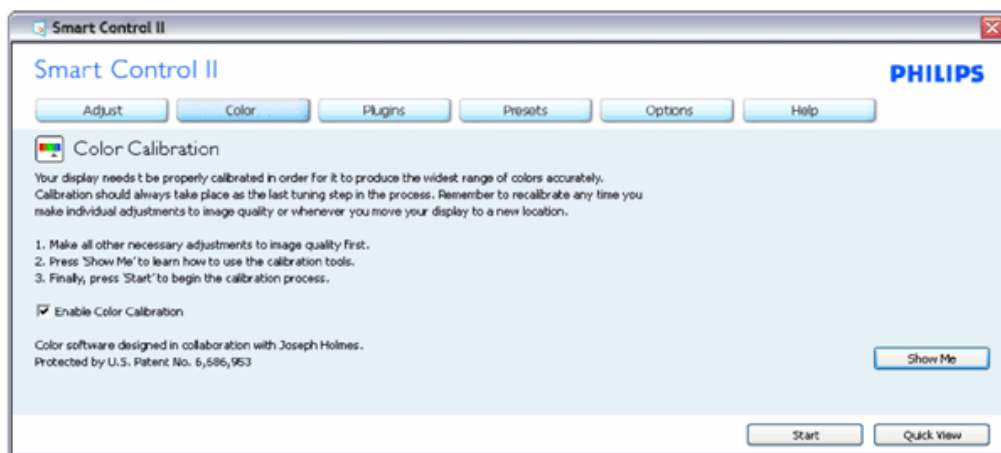 Smart Control II
Smart Control II
PHILIPS
Adjust
Color
Plugins
Presets
Options
Help
Color Calibration
Your display needs t be properly calibrated in order for it to produce the widest range of colors accurately.
Calibration should always take place as the last tuning step in the process. Remember to recalibrate any time you
make individual adjustments to image quality or whenever you move your display to a new location.
1. Make all other necessary adjustments to image quality first.
2. Press 'Show Me' to learn how to use the calibration tools.
3. Finally, press 'Start' to begin the calibration process.
Enable Color Calibration
Color software designed in collaboration with Joseph Holmes.
Protected by U.S. Patent No. 6,686,953
Show Me
Start
Quick View